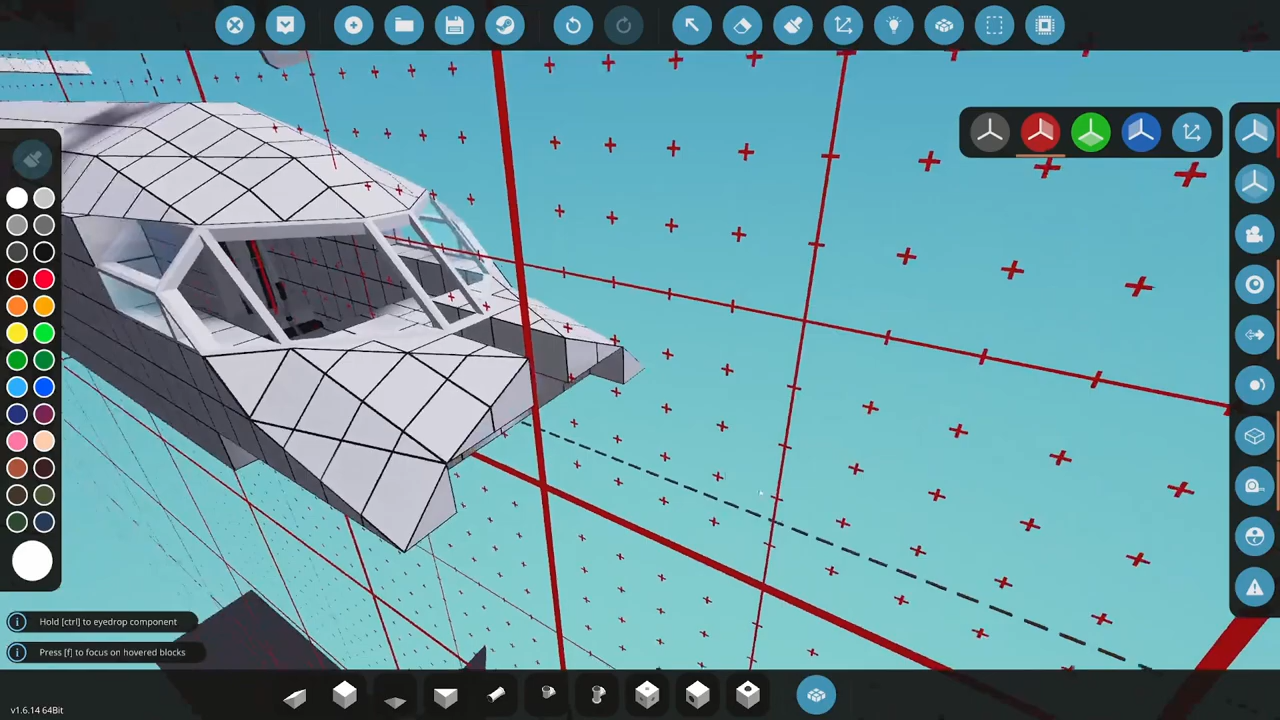 Hold [ctrl] to eyedrop component
Press [f] to focus on hovered blocks
v1.6.14 64Bit